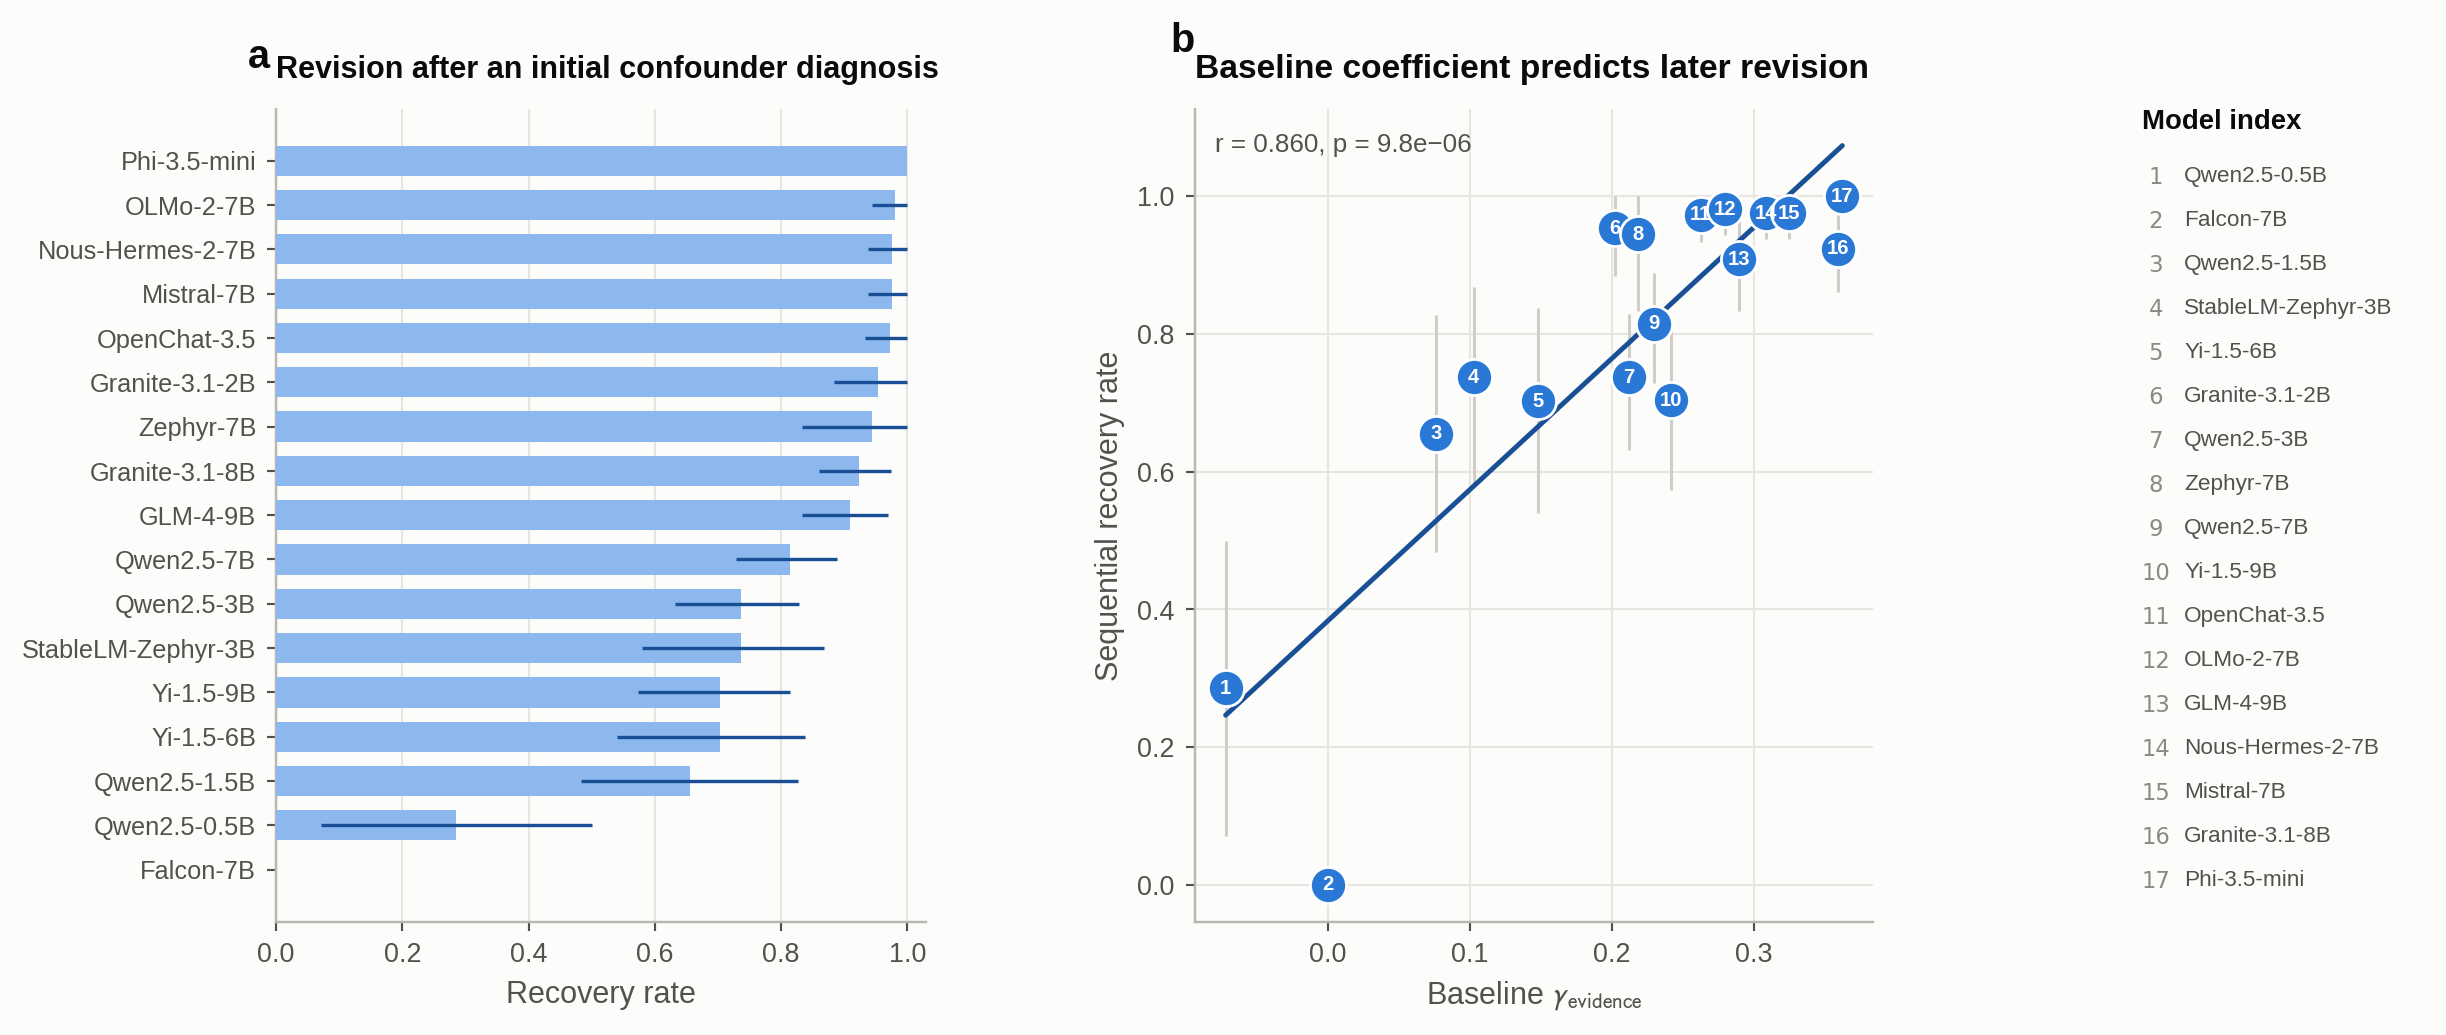 a Revision after an initial confounder diagnosis
Phi-3.5-mini
OLMo-2-7B
Nous-Hermes-2-7B
Mistral-7B
OpenChat-3.5
Granite-3.1-2B
Zephyr-7B
Granite-3.1-8B
GLM-4-9B
Qwen2.5-7B
Qwen2.5-3B
StableLM-Zephyr-3B
Yi-1.5-9B
Yi-1.5-6B
Qwen2.5-1.5B
Qwen2.5-0.5B
Falcon-7B
0.0 0.2 0.4 0.6 0.8 1.0
Recovery rate
b
Baseline coefficient predicts later revision
r = 0.860, p = 9.8e−06
Sequential recovery rate
1.0
0.8
0.6
0.4
0.2
0.0
17
12
11
14
15
6
8
16
13
9
4
7
5
10
3
1
2
0.0 0.1 0.2 0.3
Baseline γevidence
Model index
1 Qwen2.5-0.5B
2 Falcon-7B
3 Qwen2.5-1.5B
4 StableLM-Zephyr-3B
5 Yi-1.5-6B
6 Granite-3.1-2B
7 Qwen2.5-3B
8 Zephyr-7B
9 Qwen2.5-7B
10 Yi-1.5-9B
11 OpenChat-3.5
12 OLMo-2-7B
13 GLM-4-9B
14 Nous-Hermes-2-7B
15 Mistral-7B
16 Granite-3.1-8B
17 Phi-3.5-mini